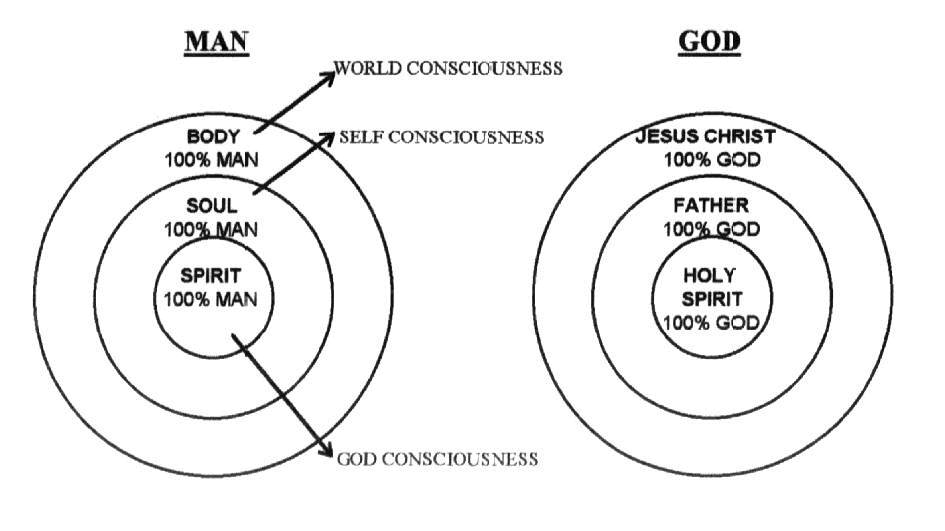 MAN
WORLD CONSCIOUSNESS
BODY
100% MAN
SELF CONSCIOUSNESS
SOUL
100% MAN
SPIRIT
100% MAN
GOD CONSCIOUSNESS
GOD
JESUS CHRIST
100% GOD
FATHER
100% GOD
HOLY
SPIRIT
100% GOD